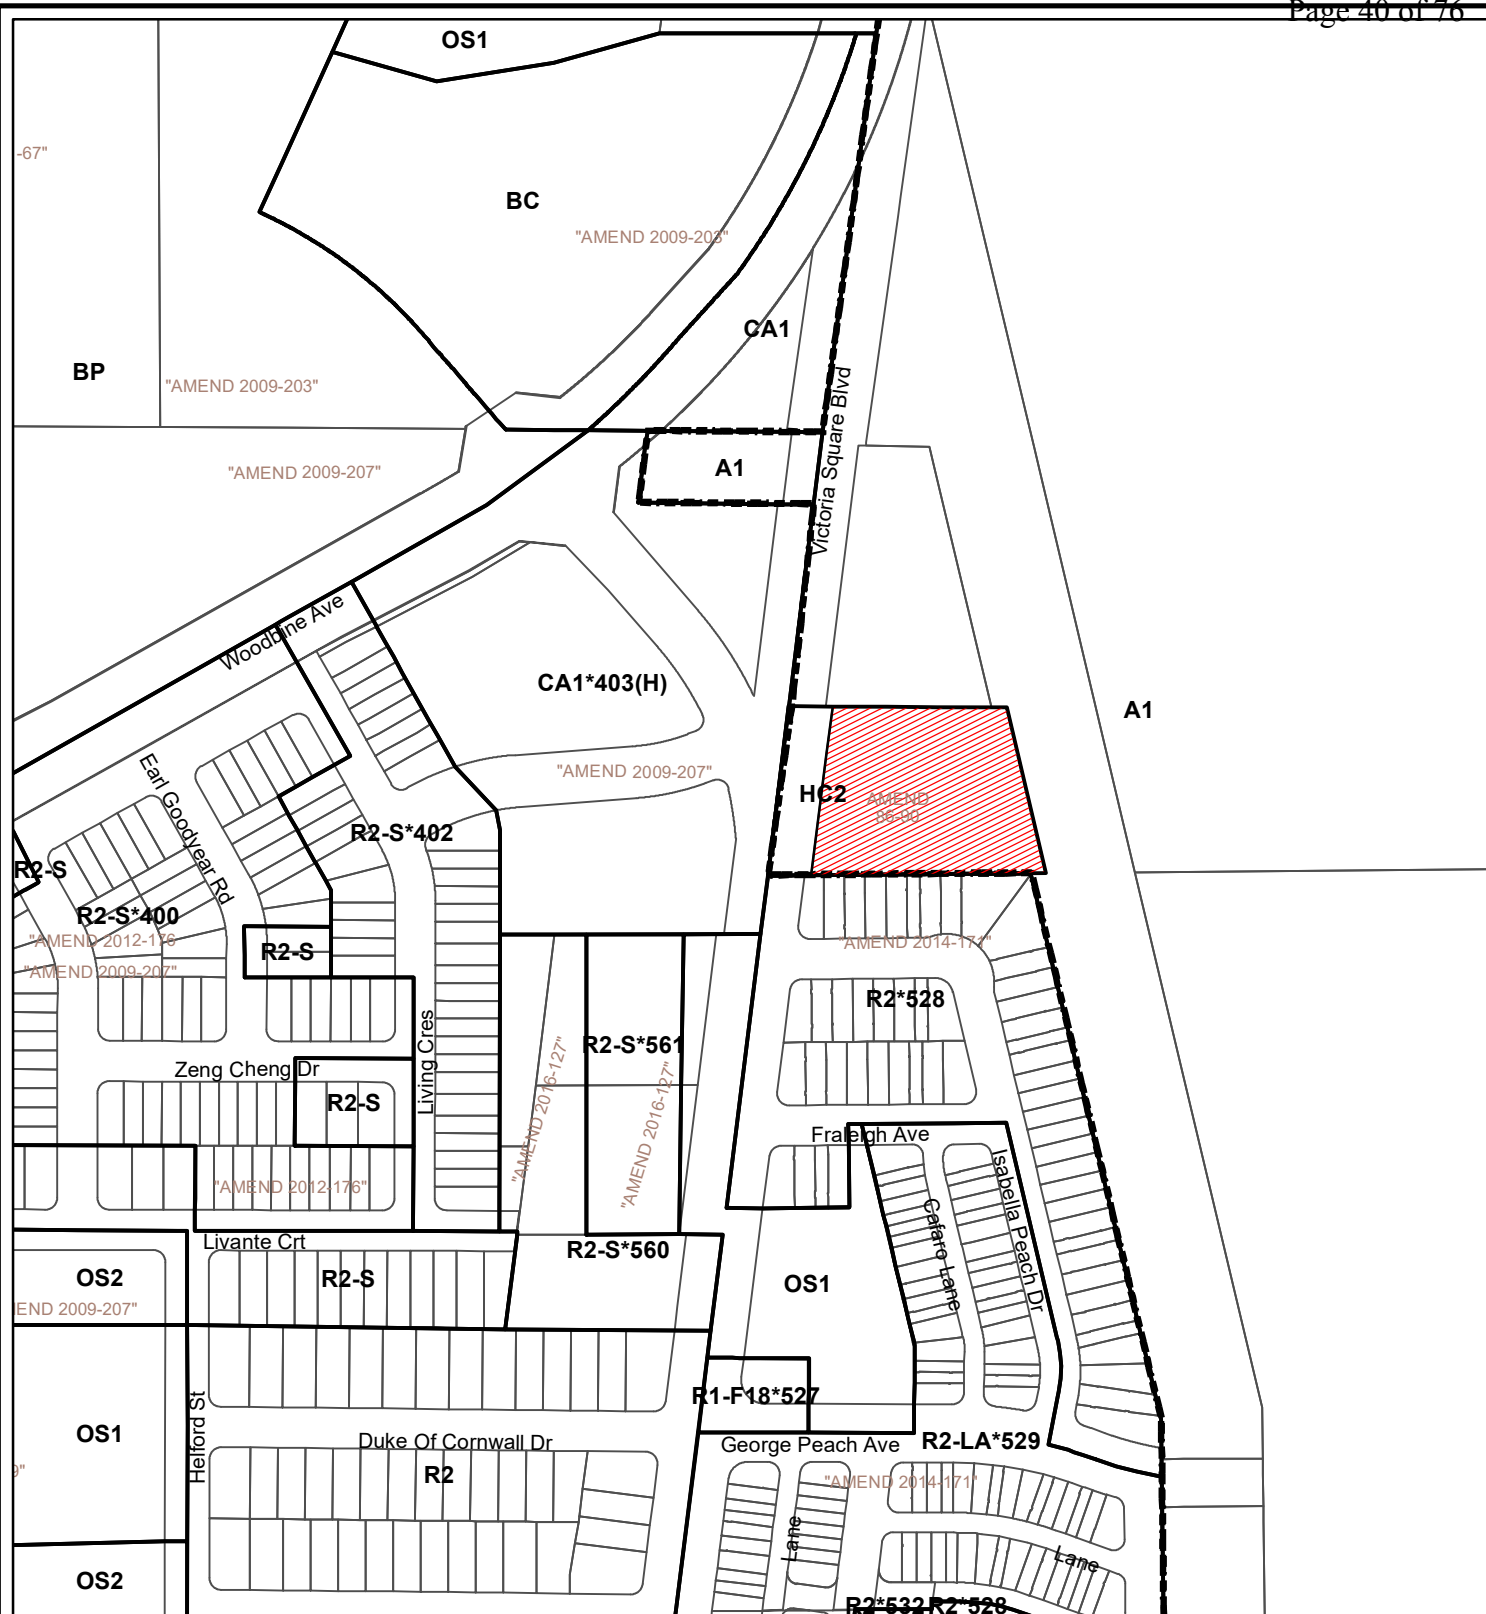 Page 40 of 76
OS1
-67"
BC
"AMEND 2009-203"
CA1
BP
"AMEND 2009-203"
Victoria Square Blvd
"AMEND 2009-207"
A1
Woodbine Ave
CA1*403(H)
A1
"AMEND 2009-207"
HC2
AMEND
86-90
Earl Goodyear Rd
R2-S*402
R2-S
R2-S*400
"AMEND 2012-176
R2-S
"AMEND 2009-207"
"AMEND 2014-171"
R2*528
Living Cres
R2-S*561
Zeng Cheng Dr
"AMEND 2016-127"
"AMEND 2016-127"
R2-S
Fraleigh Ave
Isabella Peach Dr
"AMEND 2012-176"
Cafaro Lane
Livante Crt
R2-S*560
OS2
R2-S
OS1
END 2009-207"
R1-F18*527
Helford St
OS1
Duke Of Cornwall Dr
George Peach Ave
R2-LA*529
9"
R2
"AMEND 2014-171"
Lane
Lane
OS2
R2*532
R2*528